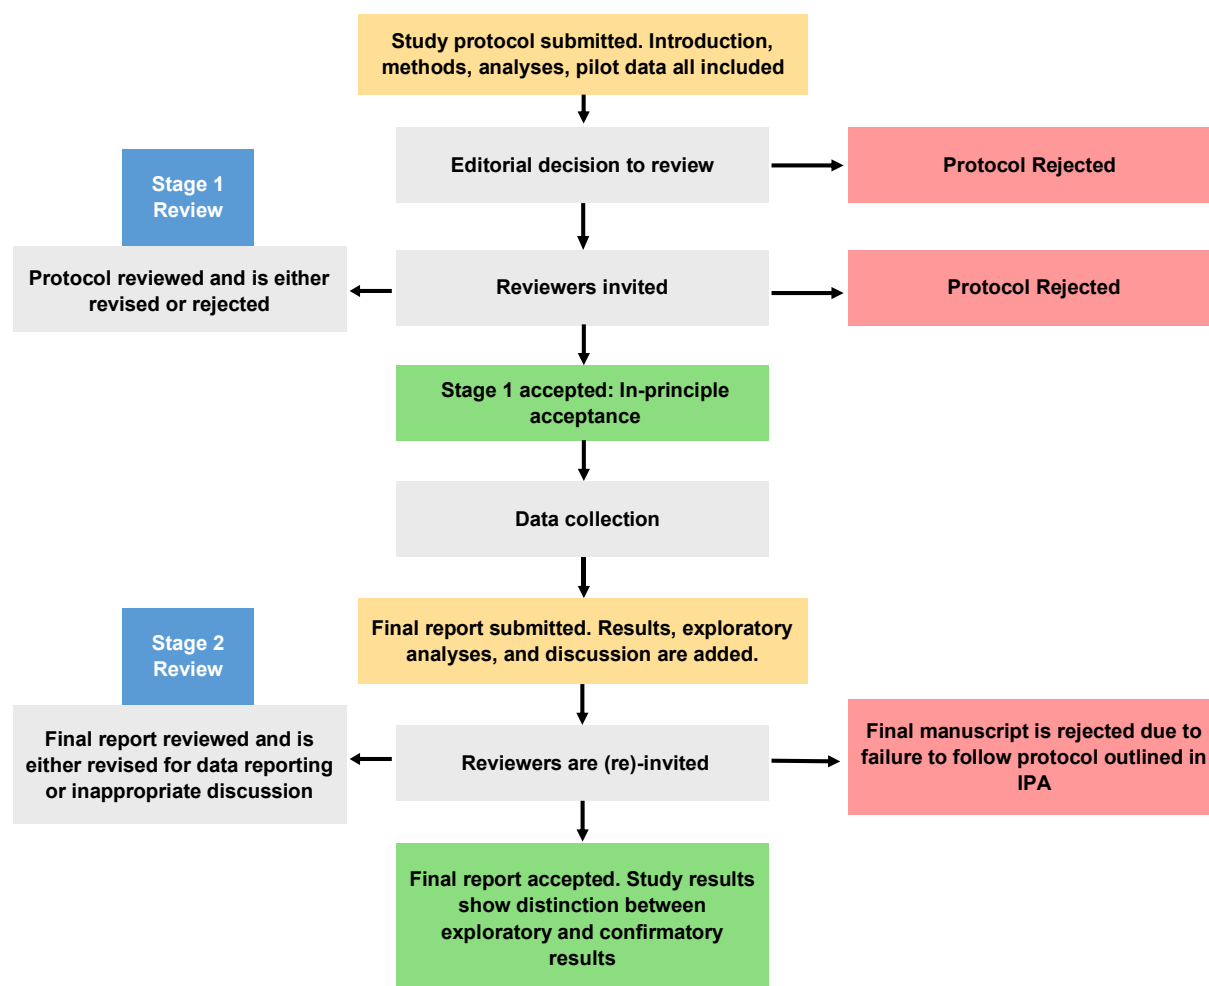 Study protocol submitted. Introduction,
methods, analyses, pilot data all included
Editorial decision to review
Protocol Rejected
Stage 1
Review
Protocol reviewed and is either
revised or rejected
Reviewers invited
Protocol Rejected
Stage 1 accepted: In-principle
acceptance
Data collection
Final report submitted. Results, exploratory
analyses, and discussion are added.
Stage 2
Review
Final report reviewed and is
either revised for data reporting
or inappropriate discussion
Reviewers are (re)-invited
Final manuscript is rejected due to
failure to follow protocol outlined in
IPA
Final report accepted. Study results
show distinction between
exploratory and confirmatory
results